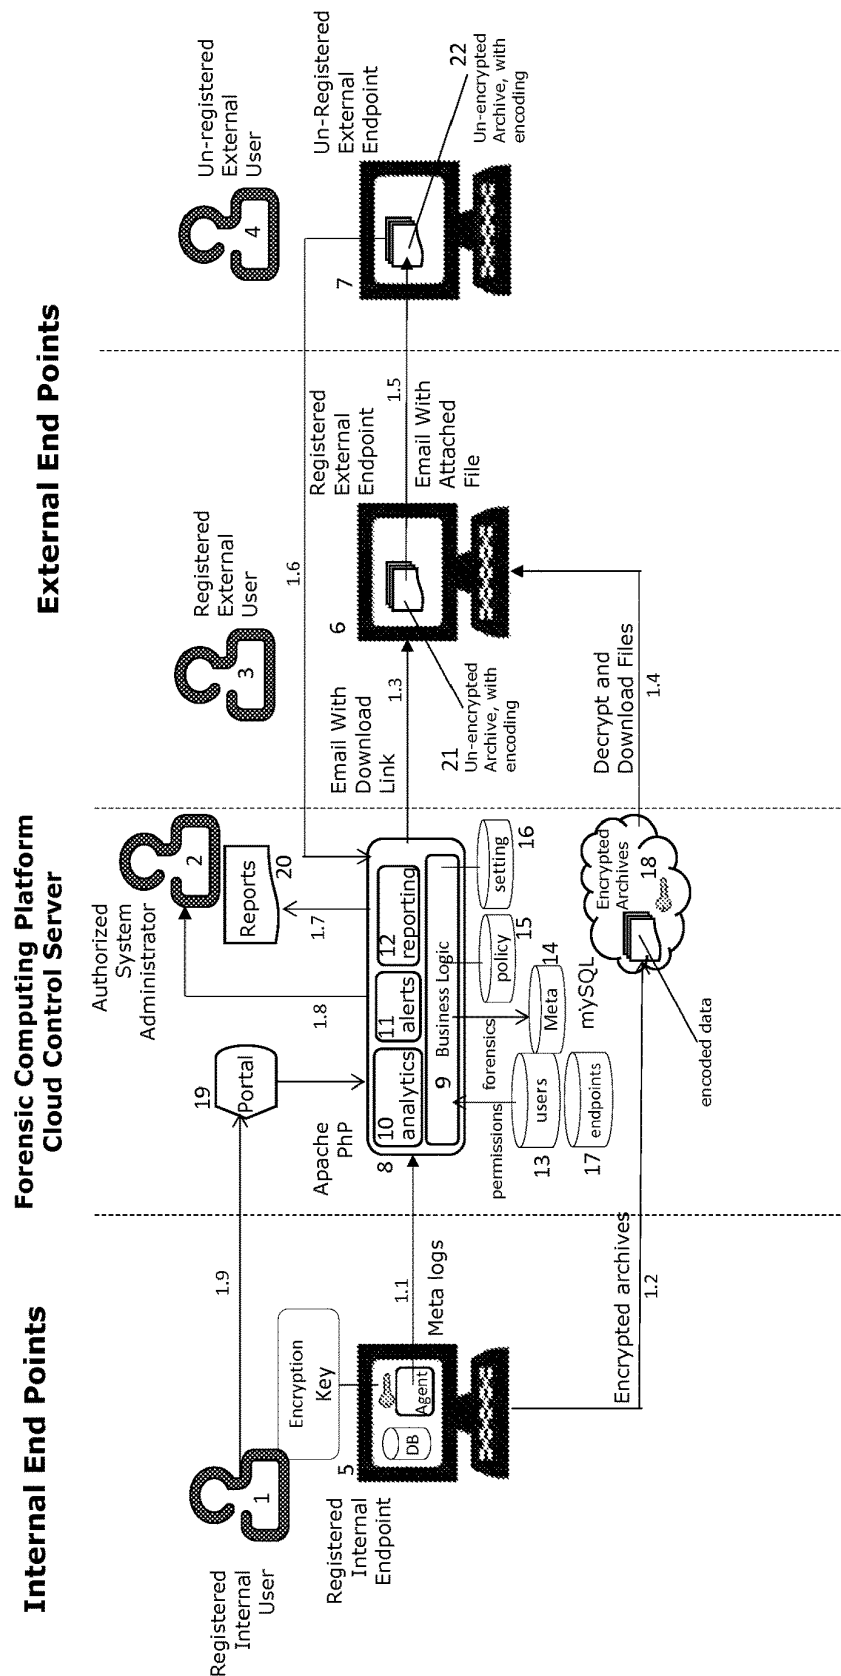 Internal End Points
Forensic Computing Platform
Cloud Control Server
External End Points
Registered
Internal
User
1
1.9
Encryption
Key
Registered
Internal
Endpoint
5
DB
Agent
1.1
Meta logs
Encrypted archives
1.2
Authorized
System
Administrator
2
19
Portal
1.8
1.7
Reports
20
Apache
PhP
8
10
analytics
11
alerts
12
reporting
9
Business Logic
permissions
forensics
users
13
endpoints
17
Meta
14
mySQL
policy
15
setting
16
Encrypted
Archives
18
encoded data
Registered
External
User
3
1.6
Email With
Download
Link
1.3
6
Registered
External
Endpoint
21
Un-encrypted
Archive, with
encoding
Decrypt and
Download Files
1.4
1.5
Email With
Attached
File
Un-registered
External
User
4
7
Un-Registered
External
Endpoint
22
Un-encrypted
Archive, with
encoding